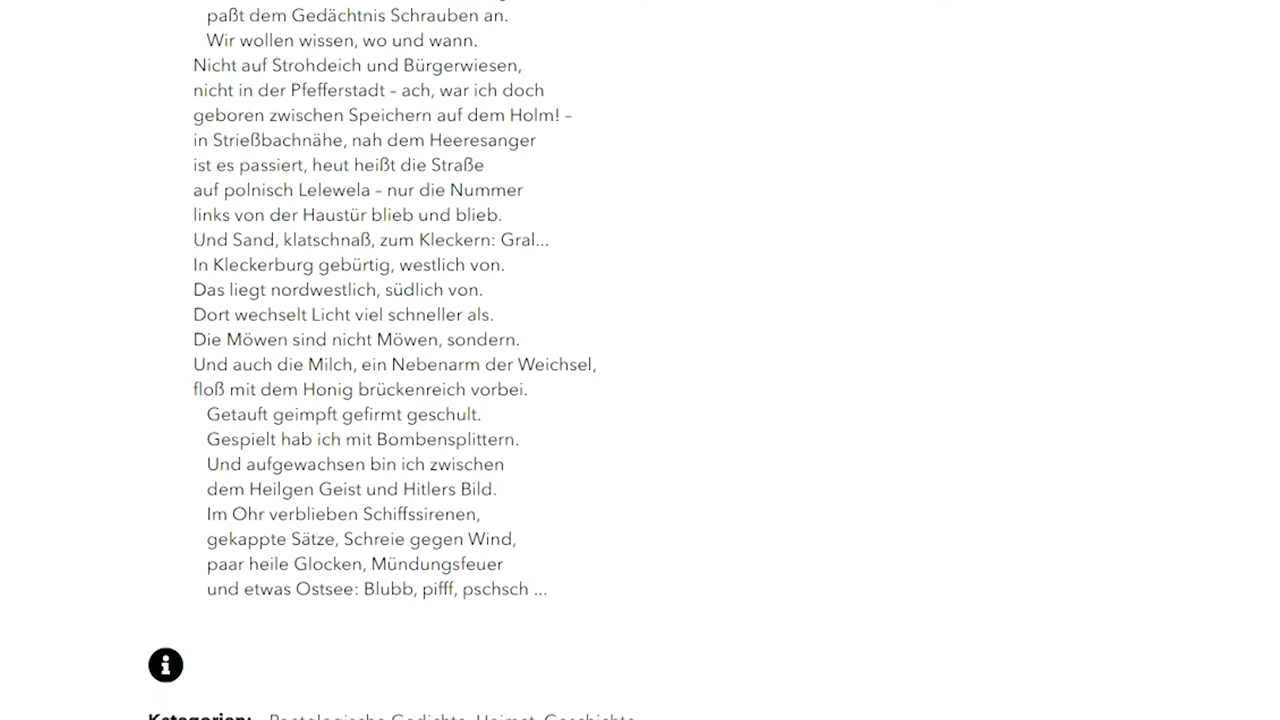 paßt dem Gedächtnis Schrauben an.
Wir wollen wissen, wo und wann.
Nicht auf Strohdeich und Bürgerwiesen,
nicht in der Pfefferstadt – ach, war ich doch
geboren zwischen Speichern auf dem Holm! –
in Strießbachnähe, nah dem Heeresanger
ist es passiert, heut heißt die Straße
auf polnisch Lelewela – nur die Nummer
links von der Haustür blieb und blieb.
Und Sand, klatschnaß, zum Kleckern: Gral...
In Kleckerburg gebürtig, westlich von.
Das liegt nordwestlich, südlich von.
Dort wechselt Licht viel schneller als.
Die Möwen sind nicht Möwen, sondern.
Und auch die Milch, ein Nebenarm der Weichsel,
floß mit dem Honig brückenreich vorbei.
Getauft geimpft gefirmt geschult.
Gespielt hab ich mit Bombensplittern.
Und aufgewachsen bin ich zwischen
dem Heilgen Geist und Hitlers Bild.
Im Ohr verblieben Schiffssirenen,
gekappte Sätze, Schreie gegen Wind,
paar heile Glocken, Mündungsfeuer
und etwas Ostsee: Blubb, pifff, pschsch ...
Kategorien: Poetologische Gedichte, Heimat, Geschichte